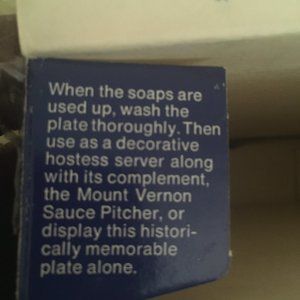 When the soaps are
used up, wash the
plate thoroughly. Then
use as a decorative
hostess server along
with its complement,
the Mount Vernon
Sauce Pitcher, or
display this histori-
cally memorable
plate alone.